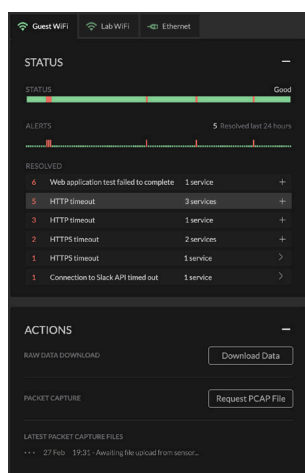 Guest WiFi Lab WiFi Ethernet
STATUS
STATUS Good
ALERTS 5 Resolved last 24 hours
RESOLVED
6 Web application test failed to complete 1 service
5 HTTP timeout 3 services
3 HTTP timeout 1 service
2 HTTPS timeout 2 services
1 HTTPS timeout 1 service
1 Connection to Slack API timed out 1 service
ACTIONS
RAW DATA DOWNLOAD Download Data
PACKET CAPTURE Request PCAP File
LATEST PACKET CAPTURE FILES
27 Feb 19:31 - Awaiting file upload from sensor...